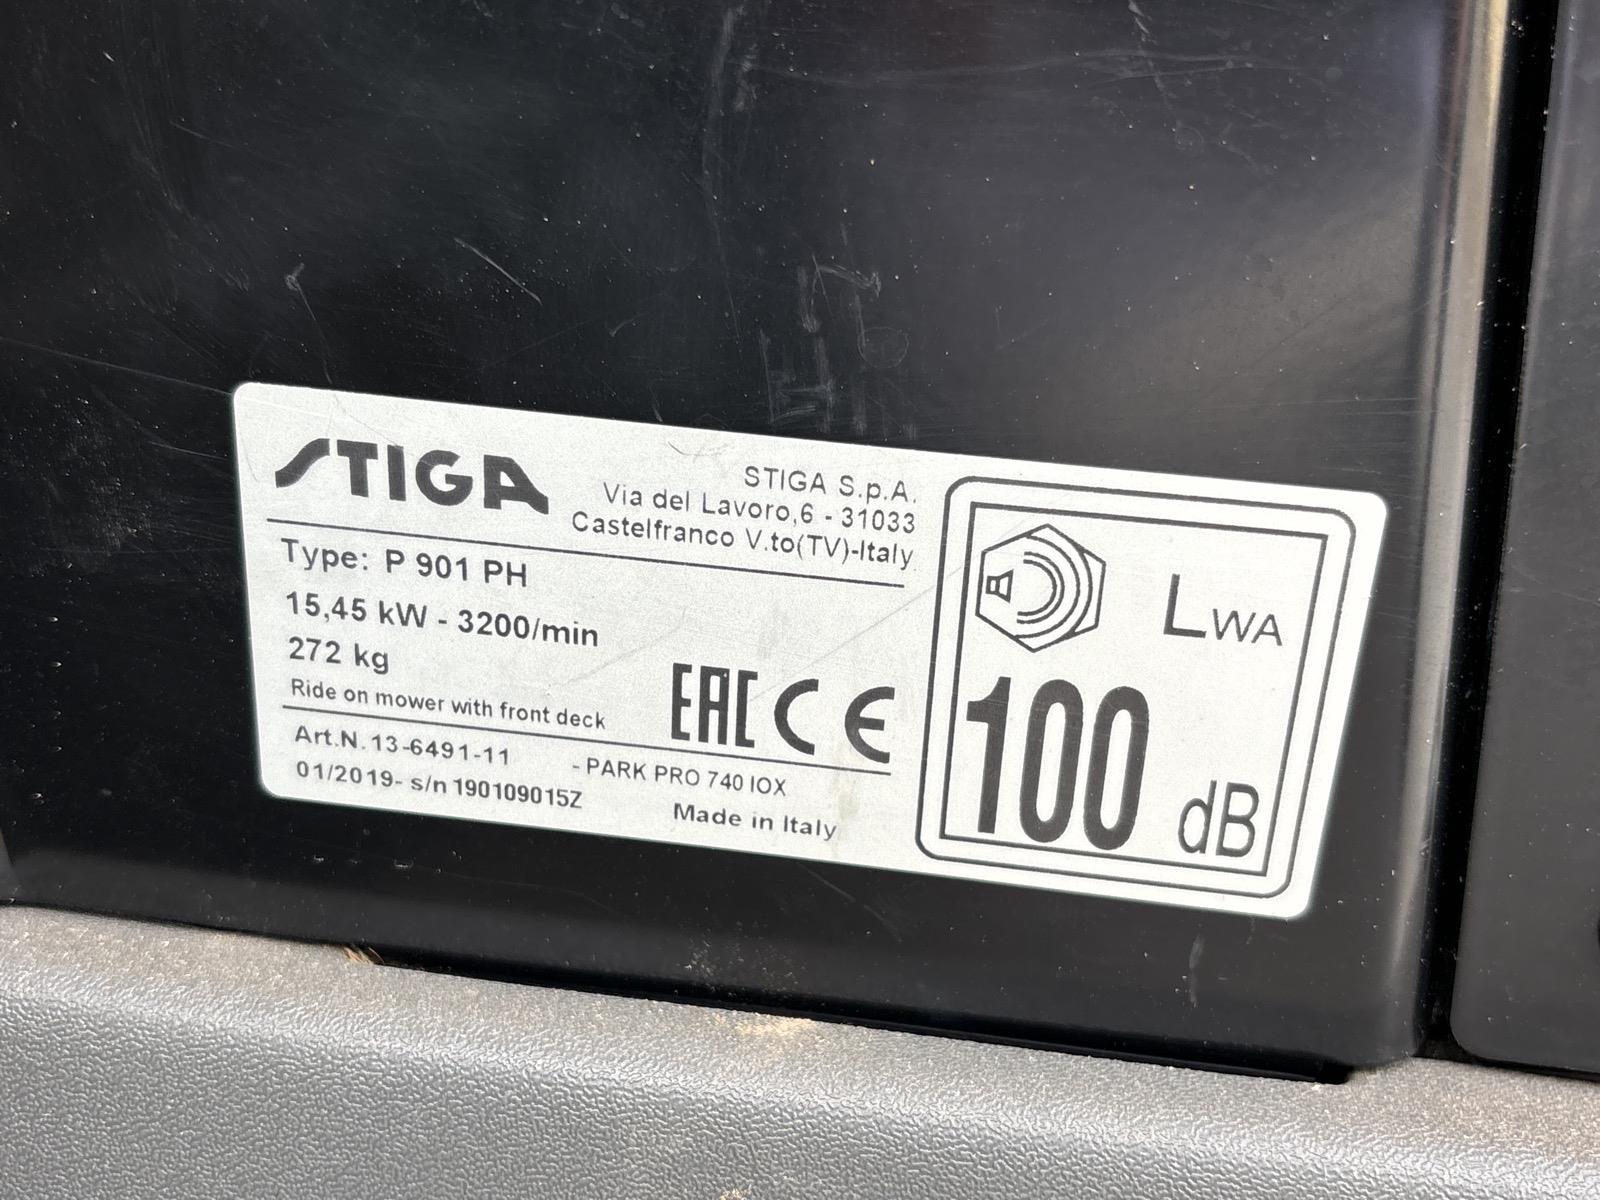 STIGA
STIGA S.p.A.
Via del Lavoro,6 - 31033
Castelfranco V.to(TV)-Italy
Type: P 901 PH
15,45 kW - 3200/min
272 kg
Ride on mower with front deck
EAC CE
Art.N. 13-6491-11 - PARK PRO 740 IOX
01/2019- s/n 190109015Z Made in Italy
LWA
100 dB